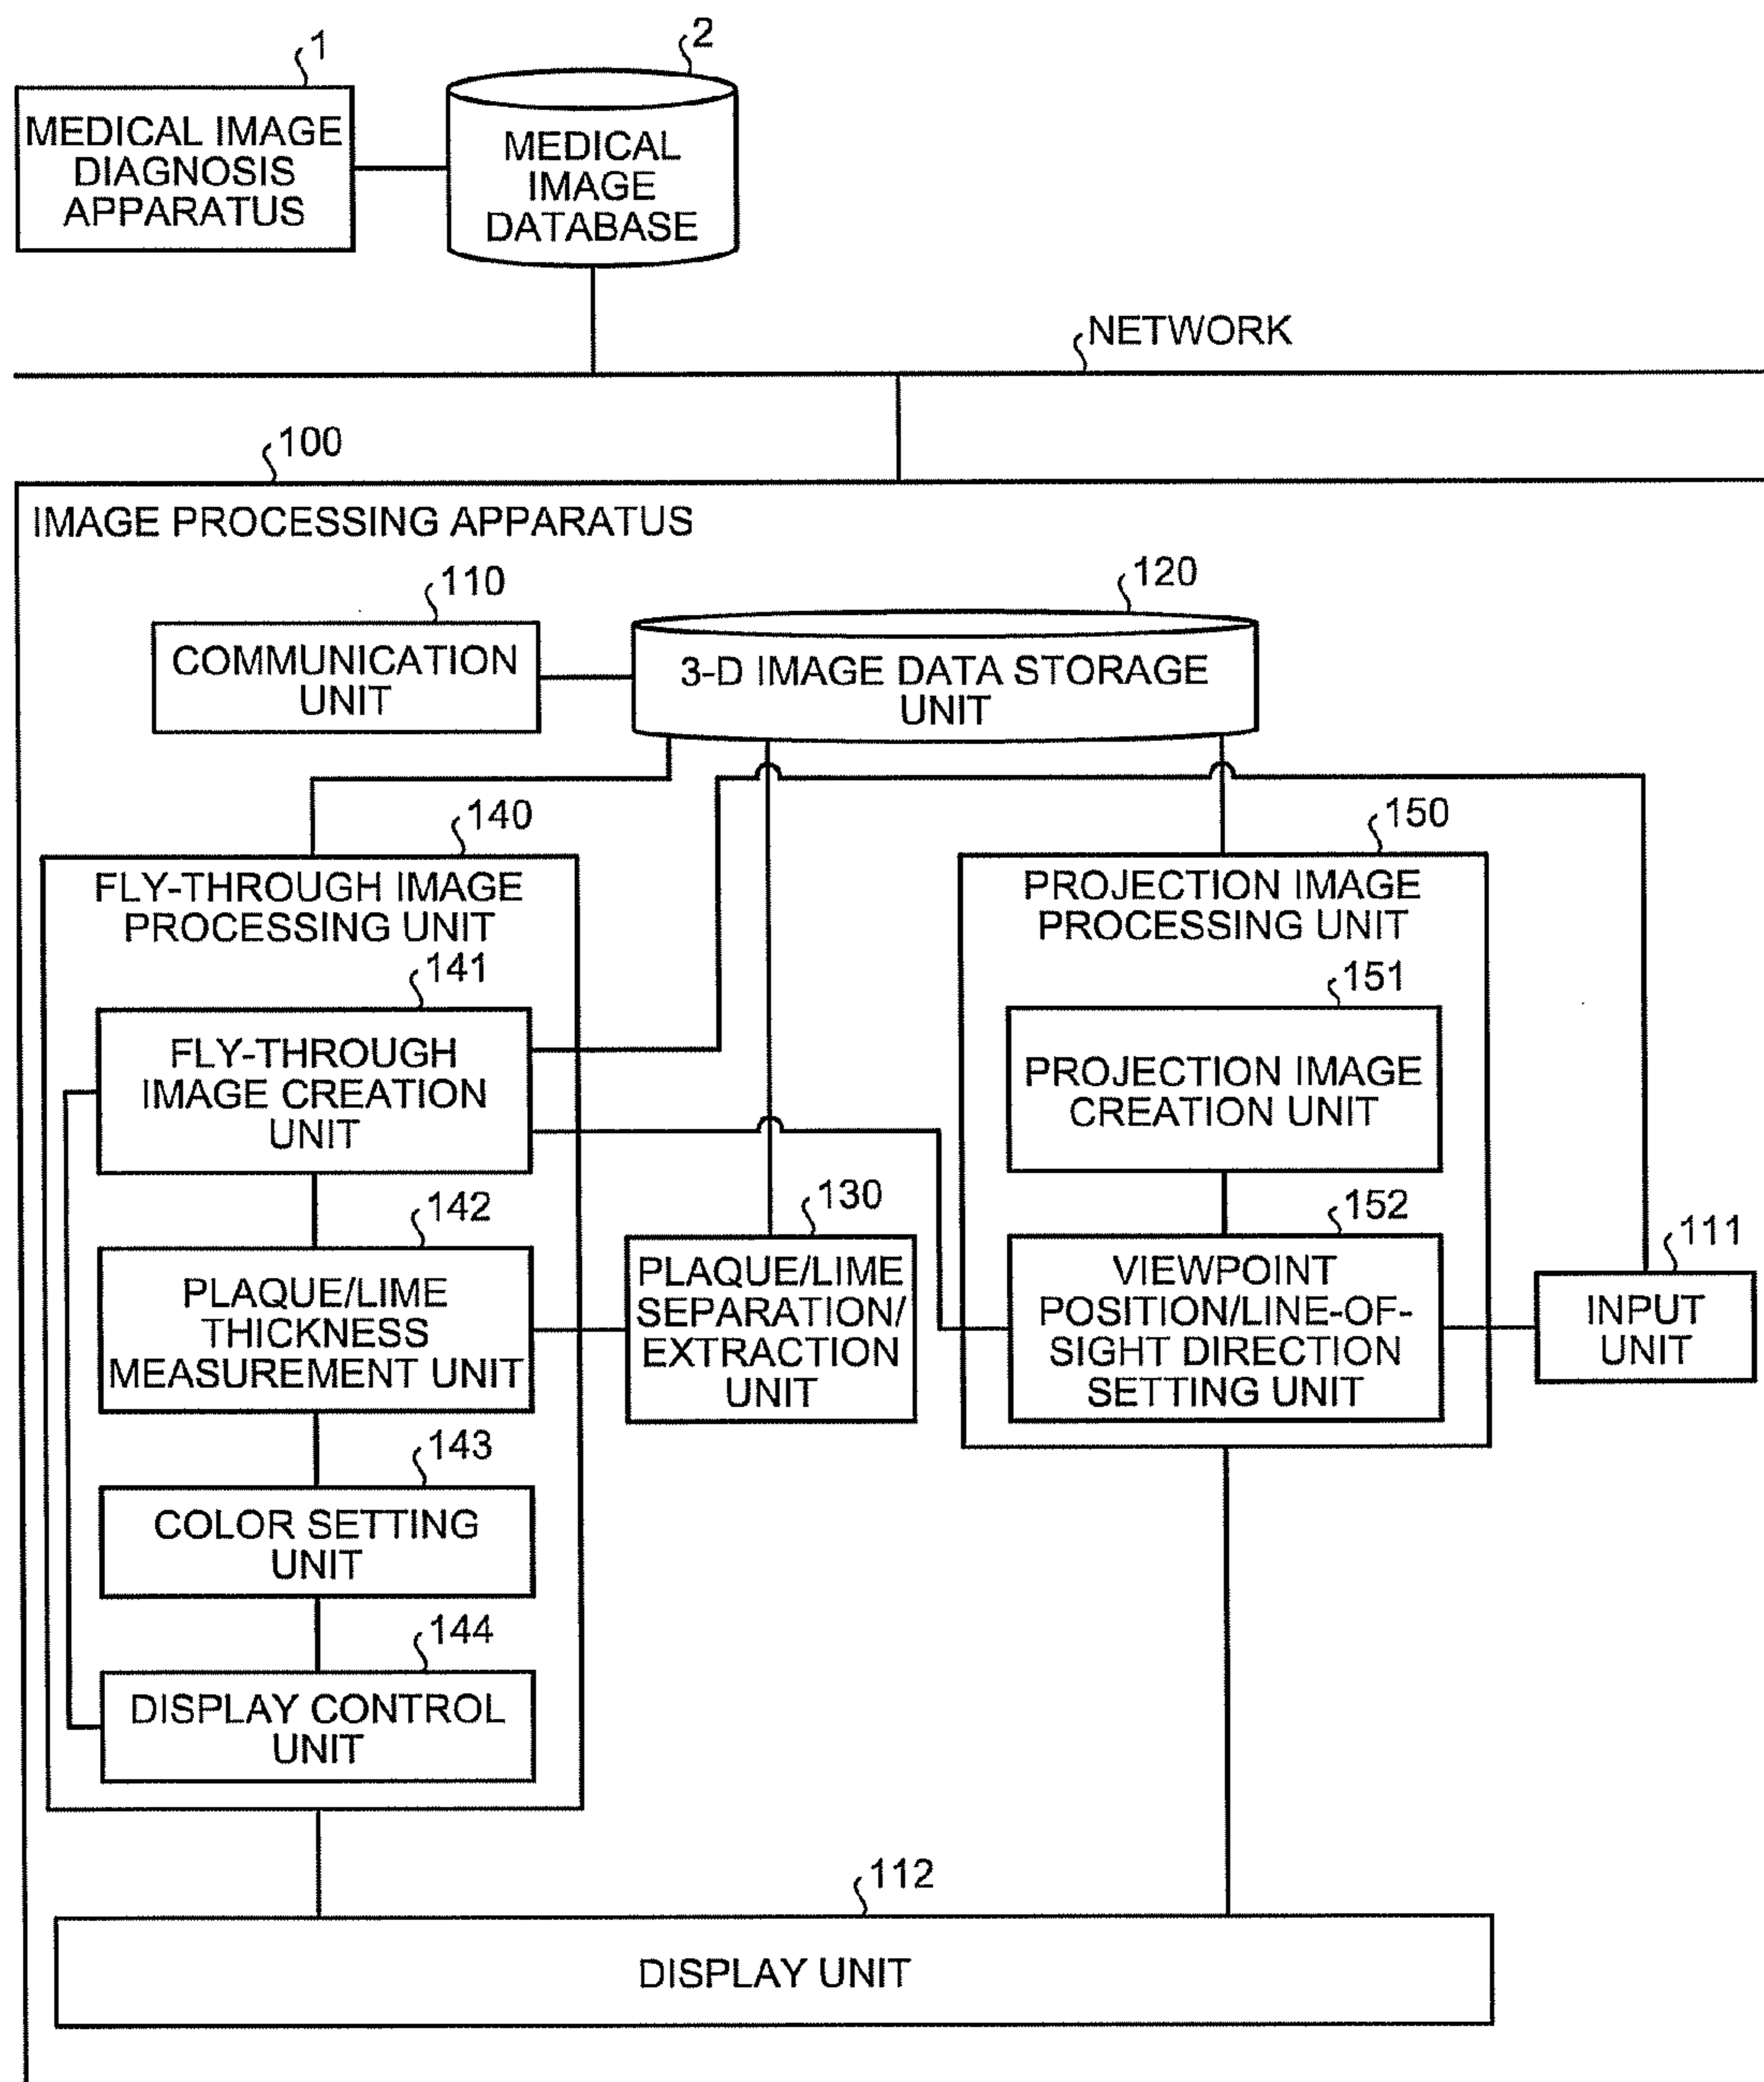 1
2
MEDICAL IMAGE
DIAGNOSIS
APPARATUS
MEDICAL
IMAGE
DATABASE
NETWORK
100
IMAGE PROCESSING APPARATUS
110
120
COMMUNICATION
UNIT
3-D IMAGE DATA STORAGE
UNIT
140
150
FLY-THROUGH IMAGE
PROCESSING UNIT
PROJECTION IMAGE
PROCESSING UNIT
141
151
FLY-THROUGH
IMAGE CREATION
UNIT
PROJECTION IMAGE
CREATION UNIT
142
130
152
111
PLAQUE/LIME
THICKNESS
MEASUREMENT UNIT
PLAQUE/LIME
SEPARATION/
EXTRACTION
UNIT
VIEWPOINT
POSITION/LINE-OF-
SIGHT DIRECTION
SETTING UNIT
INPUT
UNIT
143
COLOR SETTING
UNIT
144
DISPLAY CONTROL
UNIT
112
DISPLAY UNIT